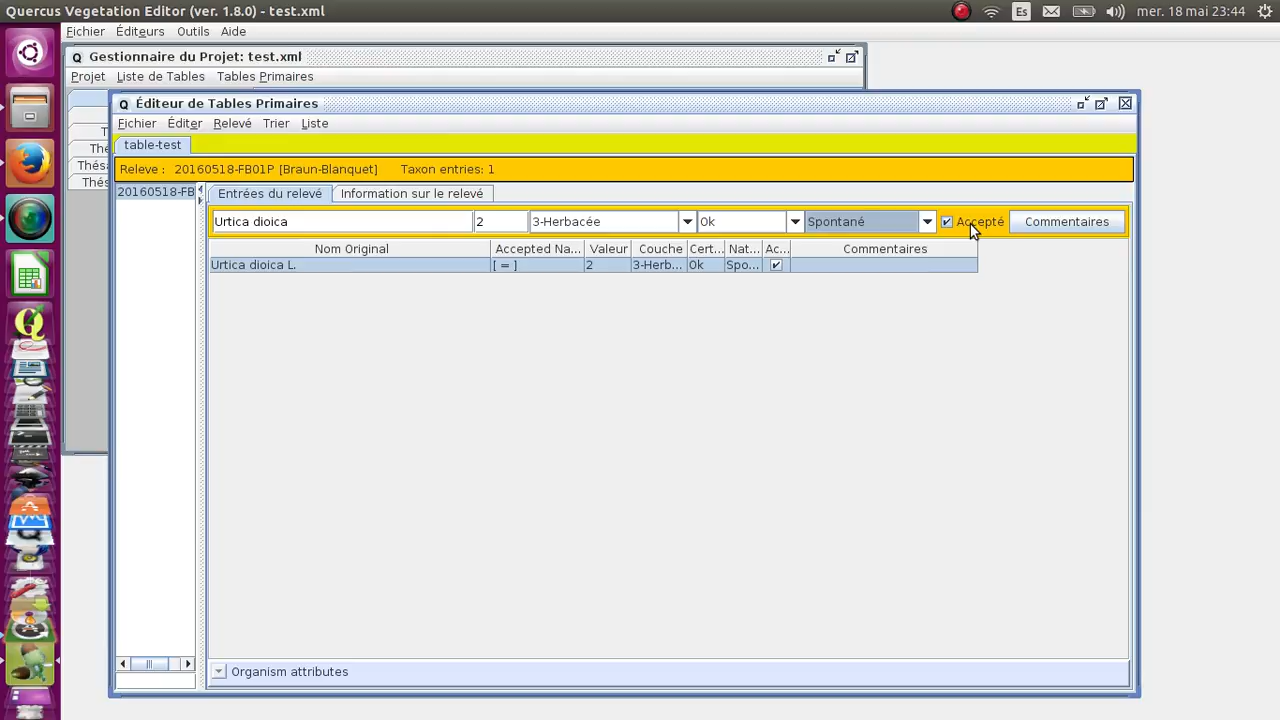 Quercus Vegetation Editor (ver. 1.8.0) - test.xml
Es
mer. 18 mai 23:44
Fichier Éditeurs Outils Aide
Q Gestionnaire du Projet: test.xml
Projet Liste de Tables Tables Primaires
T
Thé
Thésa
Thés
Q Éditeur de Tables Primaires
Fichier Éditer Relevé Trier Liste
table-test
Releve : 20160518-FB01P [Braun-Blanquet] Taxon entries: 1
20160518-FB
Entrées du relevé Information sur le relevé
Urtica dioica 2 3-Herbacée Ok Spontané Accepté Commentaires
Nom Original Accepted Na... Valeur Couche Cert... Nat... Ac... Commentaires
Urtica dioica L. [ = ] 2 3-Herb... Ok Spo...
Organism attributes